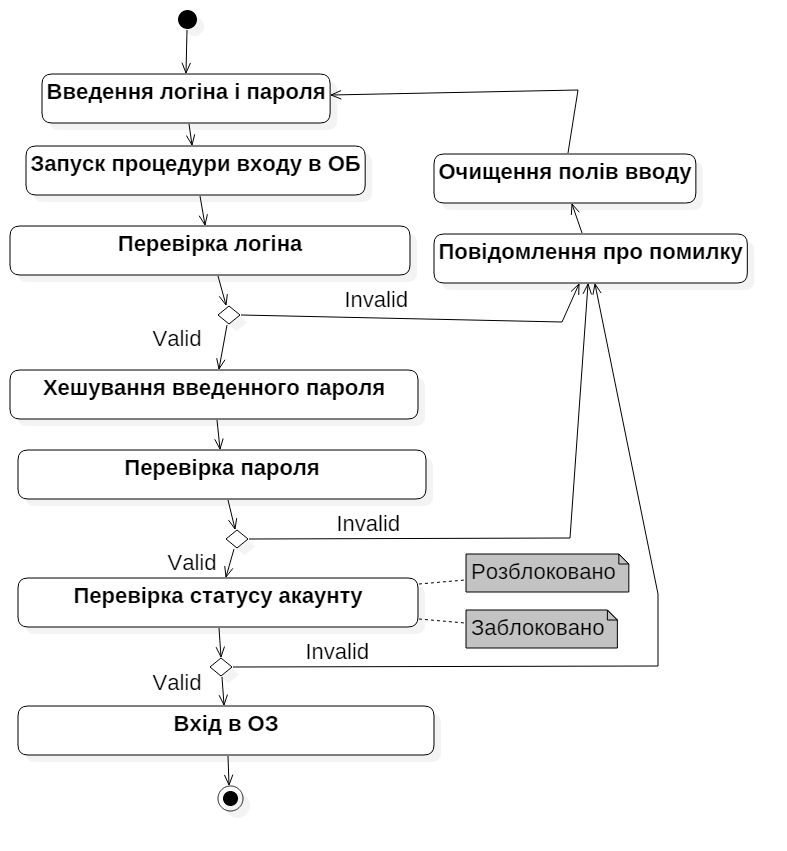 Введення логіна і пароля
Запуск процедури входу в ОБ
Очищення полів вводу
Перевірка логіна
Повідомлення про помилку
Invalid
Valid
Хешування введенного пароля
Перевірка пароля
Invalid
Valid
Розблоковано
Перевірка статусу акаунту
Заблоковано
Invalid
Valid
Вхід в ОЗ